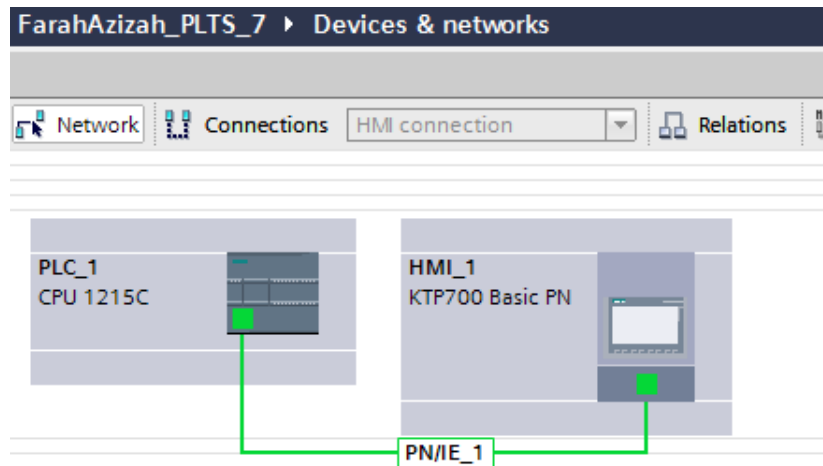 FarahAzizah_PLTS_7 ▸ Devices & networks
Network Connections HMI connection Relations
PLC_1
CPU 1215C
HMI_1
KTP700 Basic PN
PN/IE_1